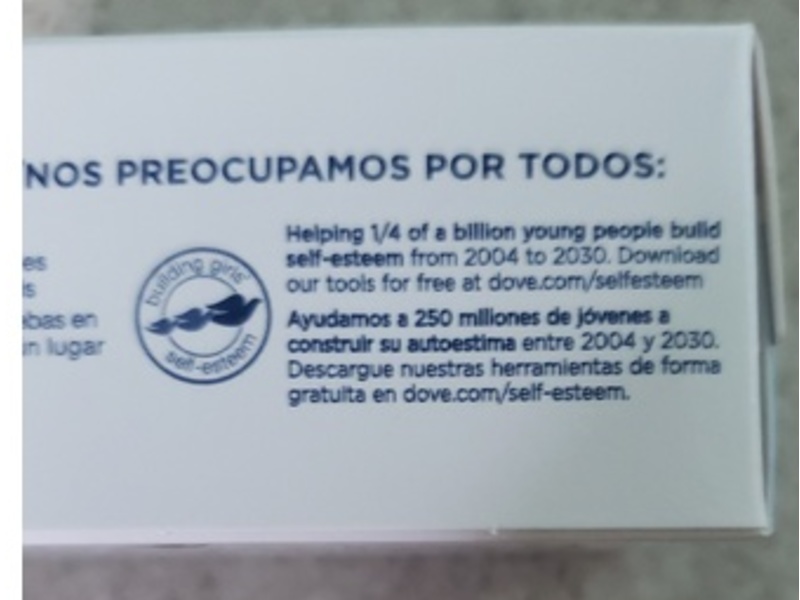 NOS PREOCUPAMOS POR TODOS:
es
s
bas en
n lugar
building girls'
self-esteem
Helping 1/4 of a billion young people build
self-esteem from 2004 to 2030. Download
our tools for free at dove.com/selfesteem
Ayudamos a 250 millones de jóvenes a
construir su autoestima entre 2004 y 2030.
Descargue nuestras herramientas de forma
gratuita en dove.com/self-esteem.